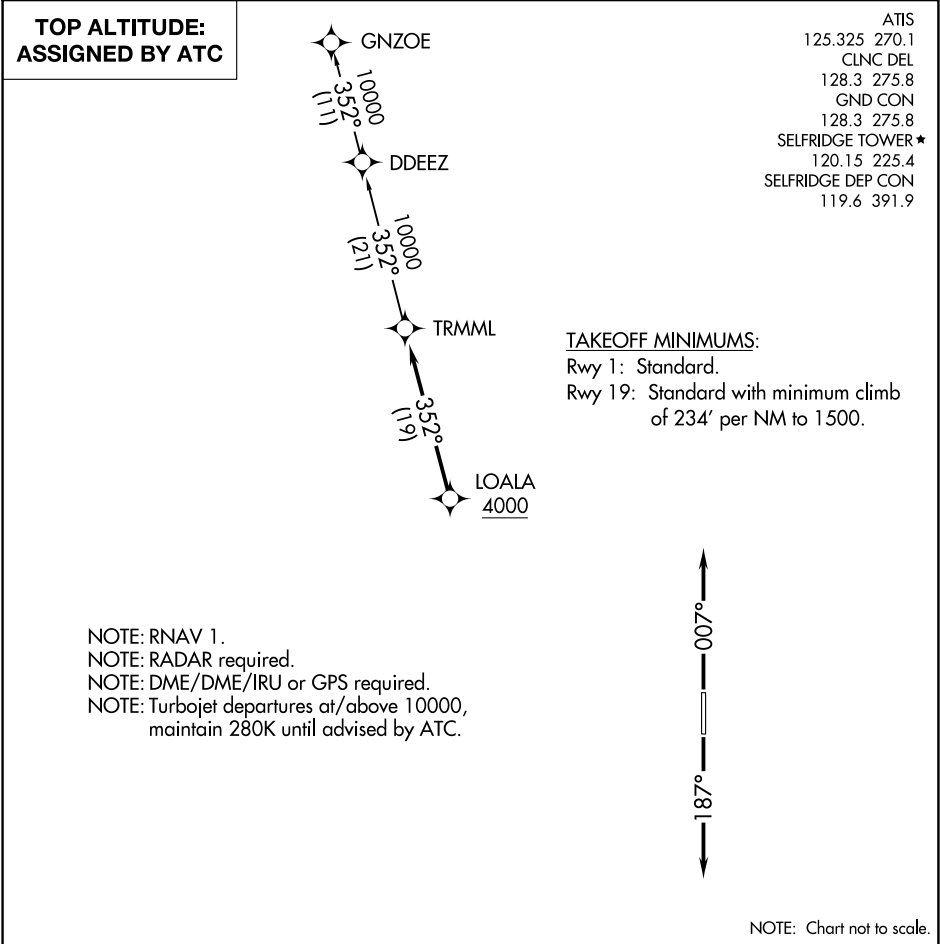 TOP ALTITUDE:
ASSIGNED BY ATC
ATIS
125.325 270.1
CLNC DEL
128.3 275.8
GND CON
128.3 275.8
SELFRIDGE TOWER★
120.15 225.4
SELFRIDGE DEP CON
119.6 391.9
GNZOE
10000
352°
(11)
DDEEZ
10000
352°
(21)
TRMML
352°
(19)
LOALA
4000
TAKEOFF MINIMUMS:
Rwy 1: Standard.
Rwy 19: Standard with minimum climb
of 234' per NM to 1500.
NOTE: RNAV 1.
NOTE: RADAR required.
NOTE: DME/DME/IRU or GPS required.
NOTE: Turbojet departures at/above 10000,
maintain 280K until advised by ATC.
007°
187°
NOTE: Chart not to scale.